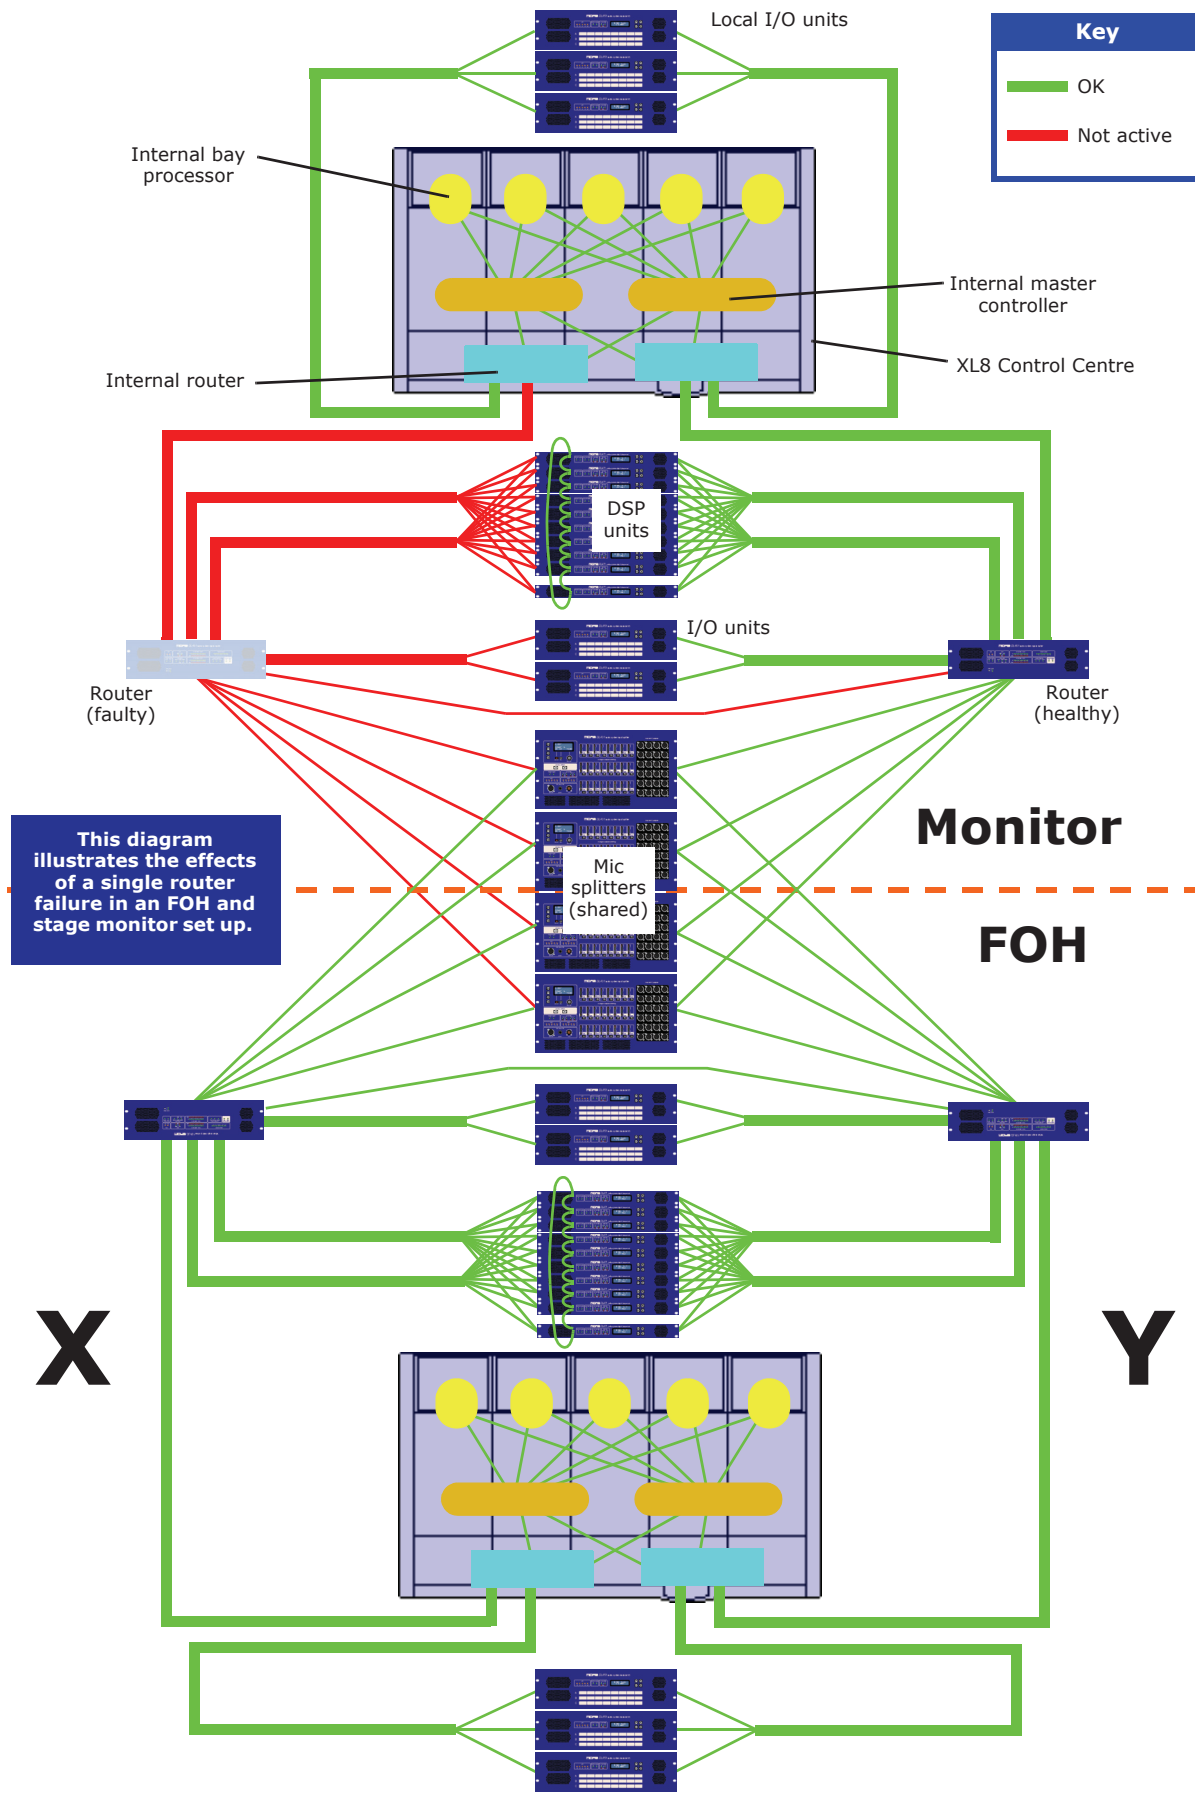 Local I/O units
Key
OK
Not active
Internal bay
processor
Internal master
controller
XL8 Control Centre
Internal router
DSP
units
I/O units
Router
(faulty)
Router
(healthy)
Monitor
This diagram
illustrates the effects
of a single router
failure in an FOH and
stage monitor set up.
Mic
splitters
(shared)
FOH
X
Y